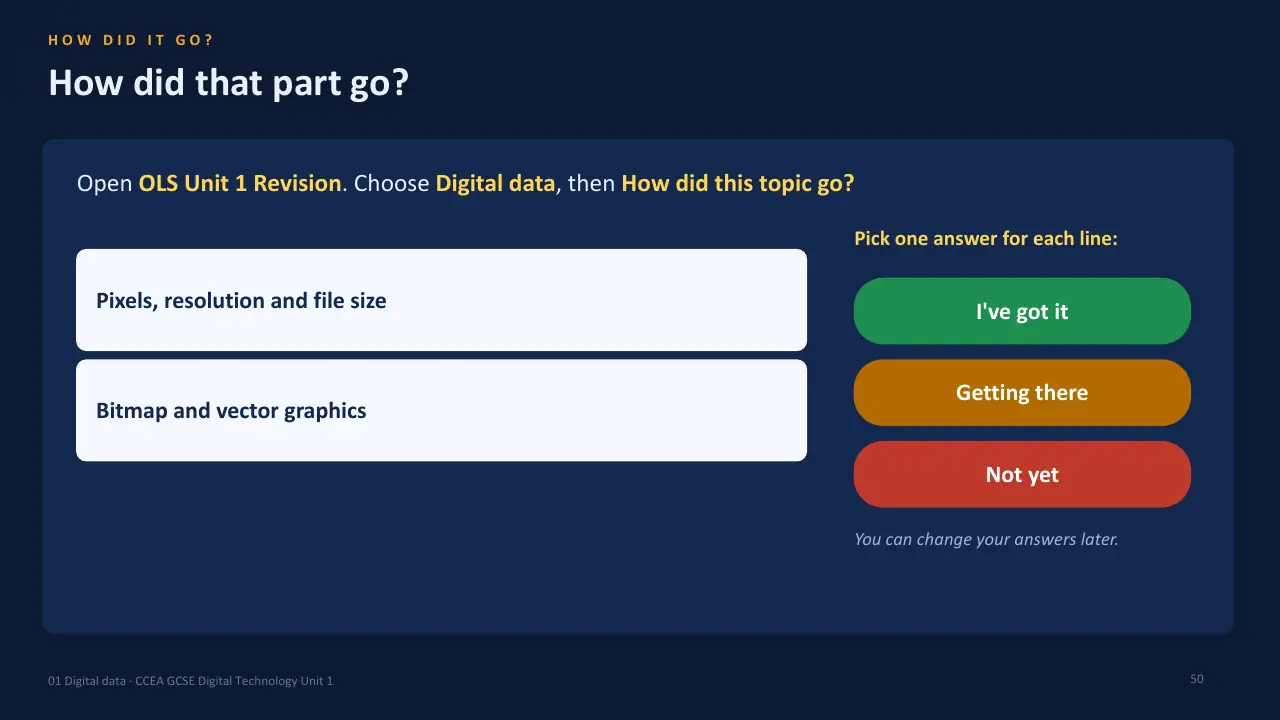 HOW DID IT GO?
How did that part go?
Open OLS Unit 1 Revision. Choose Digital data, then How did this topic go?
Pick one answer for each line:
Pixels, resolution and file size
Bitmap and vector graphics
I've got it
Getting there
Not yet
You can change your answers later.
01 Digital data · CCEA GCSE Digital Technology Unit 1
50